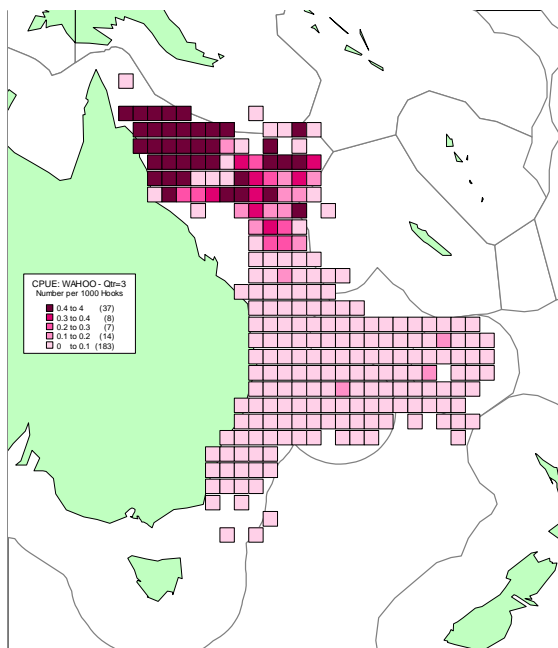 CPUE: WAHOO - Qtr=3
Number per 1000 Hooks
0.4 to 4 (37)
0.3 to 0.4 (8)
0.2 to 0.3 (7)
0.1 to 0.2 (14)
0 to 0.1 (183)